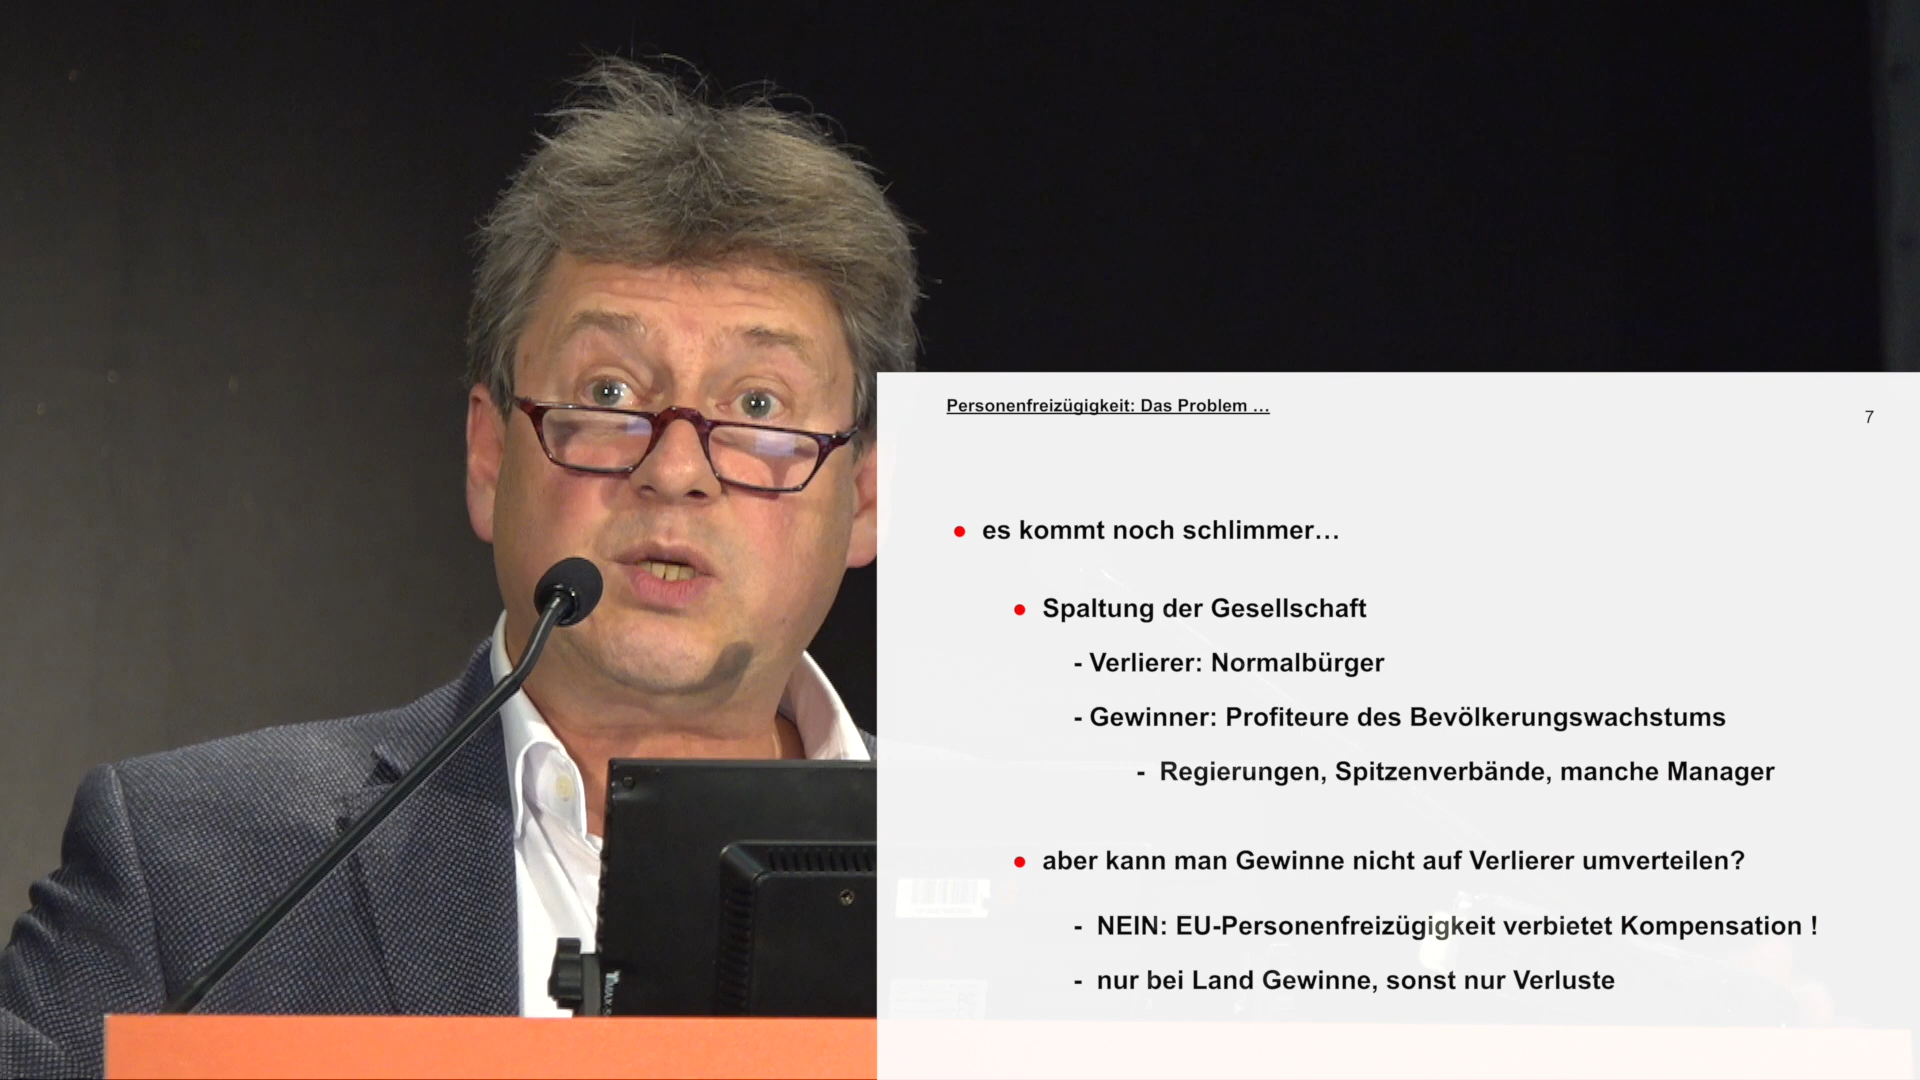 Personenfreizügigkeit: Das Problem …
7
● es kommt noch schlimmer…
● Spaltung der Gesellschaft
- Verlierer: Normalbürger
- Gewinner: Profiteure des Bevölkerungswachstums
- Regierungen, Spitzenverbände, manche Manager
● aber kann man Gewinne nicht auf Verlierer umverteilen?
- NEIN: EU-Personenfreizügigkeit verbietet Kompensation !
- nur bei Land Gewinne, sonst nur Verluste